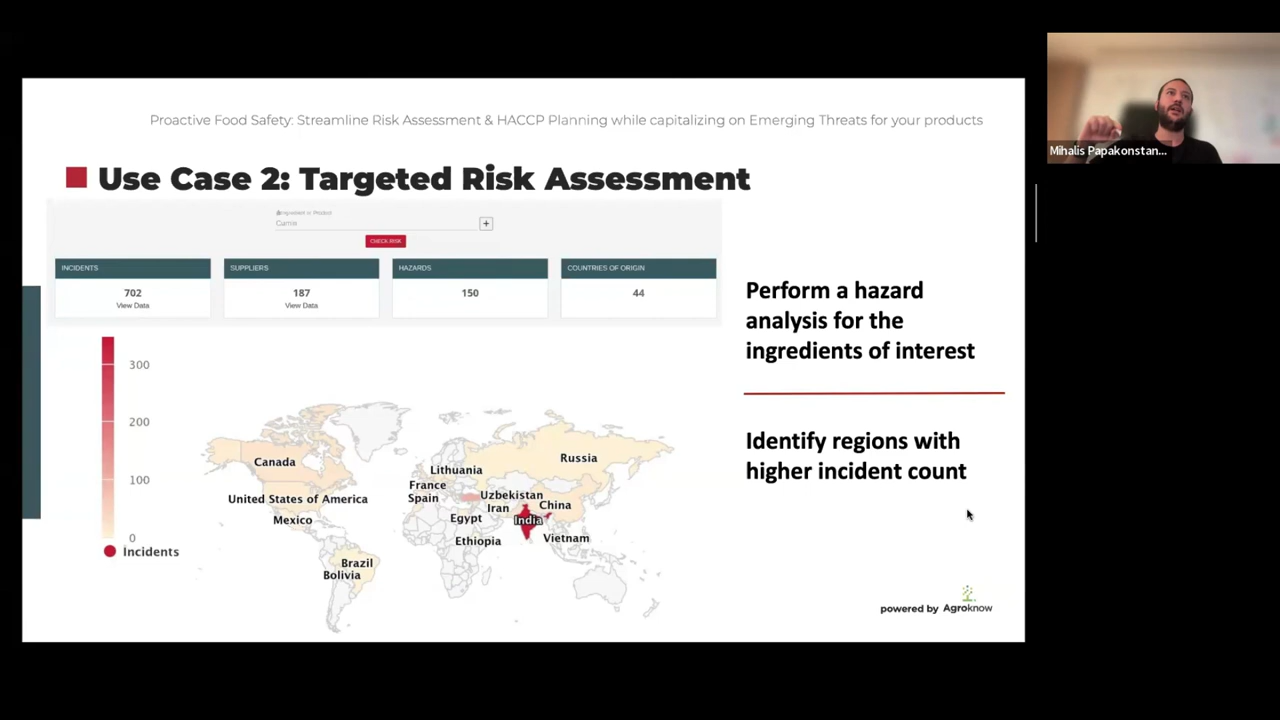 Proactive Food Safety: Streamline Risk Assessment & HACCP Planning while capitalizing on Emerging Threats for your products
Mihalis Papakonstan...
Use Case 2: Targeted Risk Assessment
Ingredient or Product
+
CHECK RISK
INCIDENTS
702
View Data
SUPPLIERS
187
View Data
HAZARDS
150
COUNTRIES OF ORIGIN
44
Perform a hazard
analysis for the
ingredients of interest
Identify regions with
higher incident count
300
200
100
0
Incidents
Canada
United States of America
Mexico
Brazil
Bolivia
Lithuania
France
Spain
Egypt
Ethiopia
Russia
Uzbekistan
Iran
China
India
Vietnam
powered by Agroknow